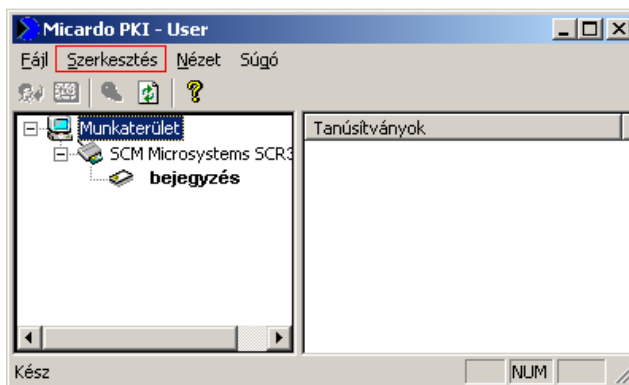 Micardo PKI - User
Fájl Szerkesztés Nézet Súgó
Munkaterület
SCM Microsystems SCR3
bejegyzés
Tanúsítványok
Kész
NUM